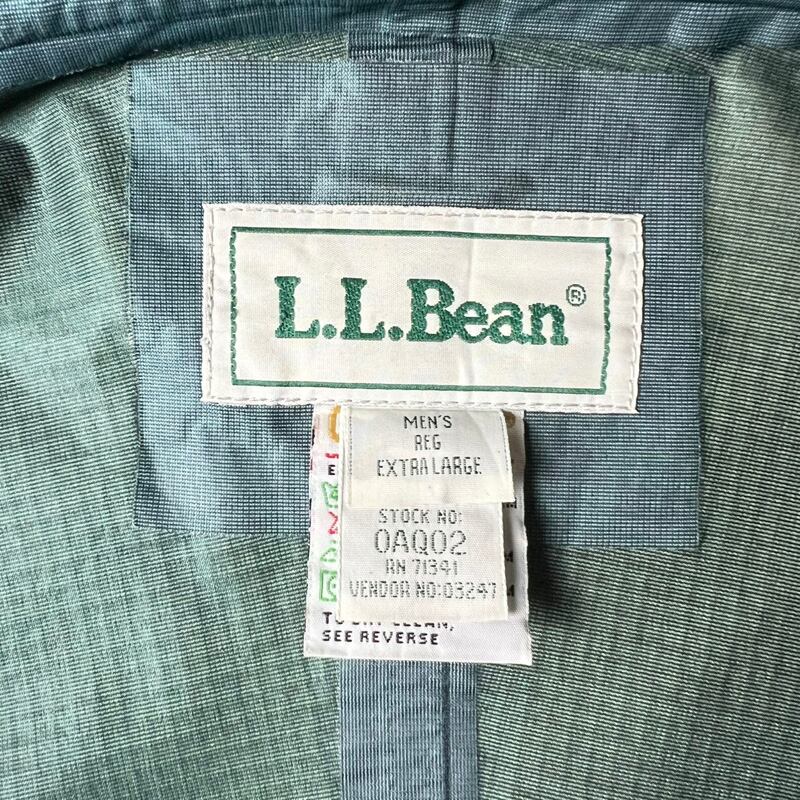 L.L.Bean®
MEN'S
REG
EXTRA LARGE
STOCK NO:
0AQ02
RN 71341
VENDOR NO:03247
SEE REVERSE